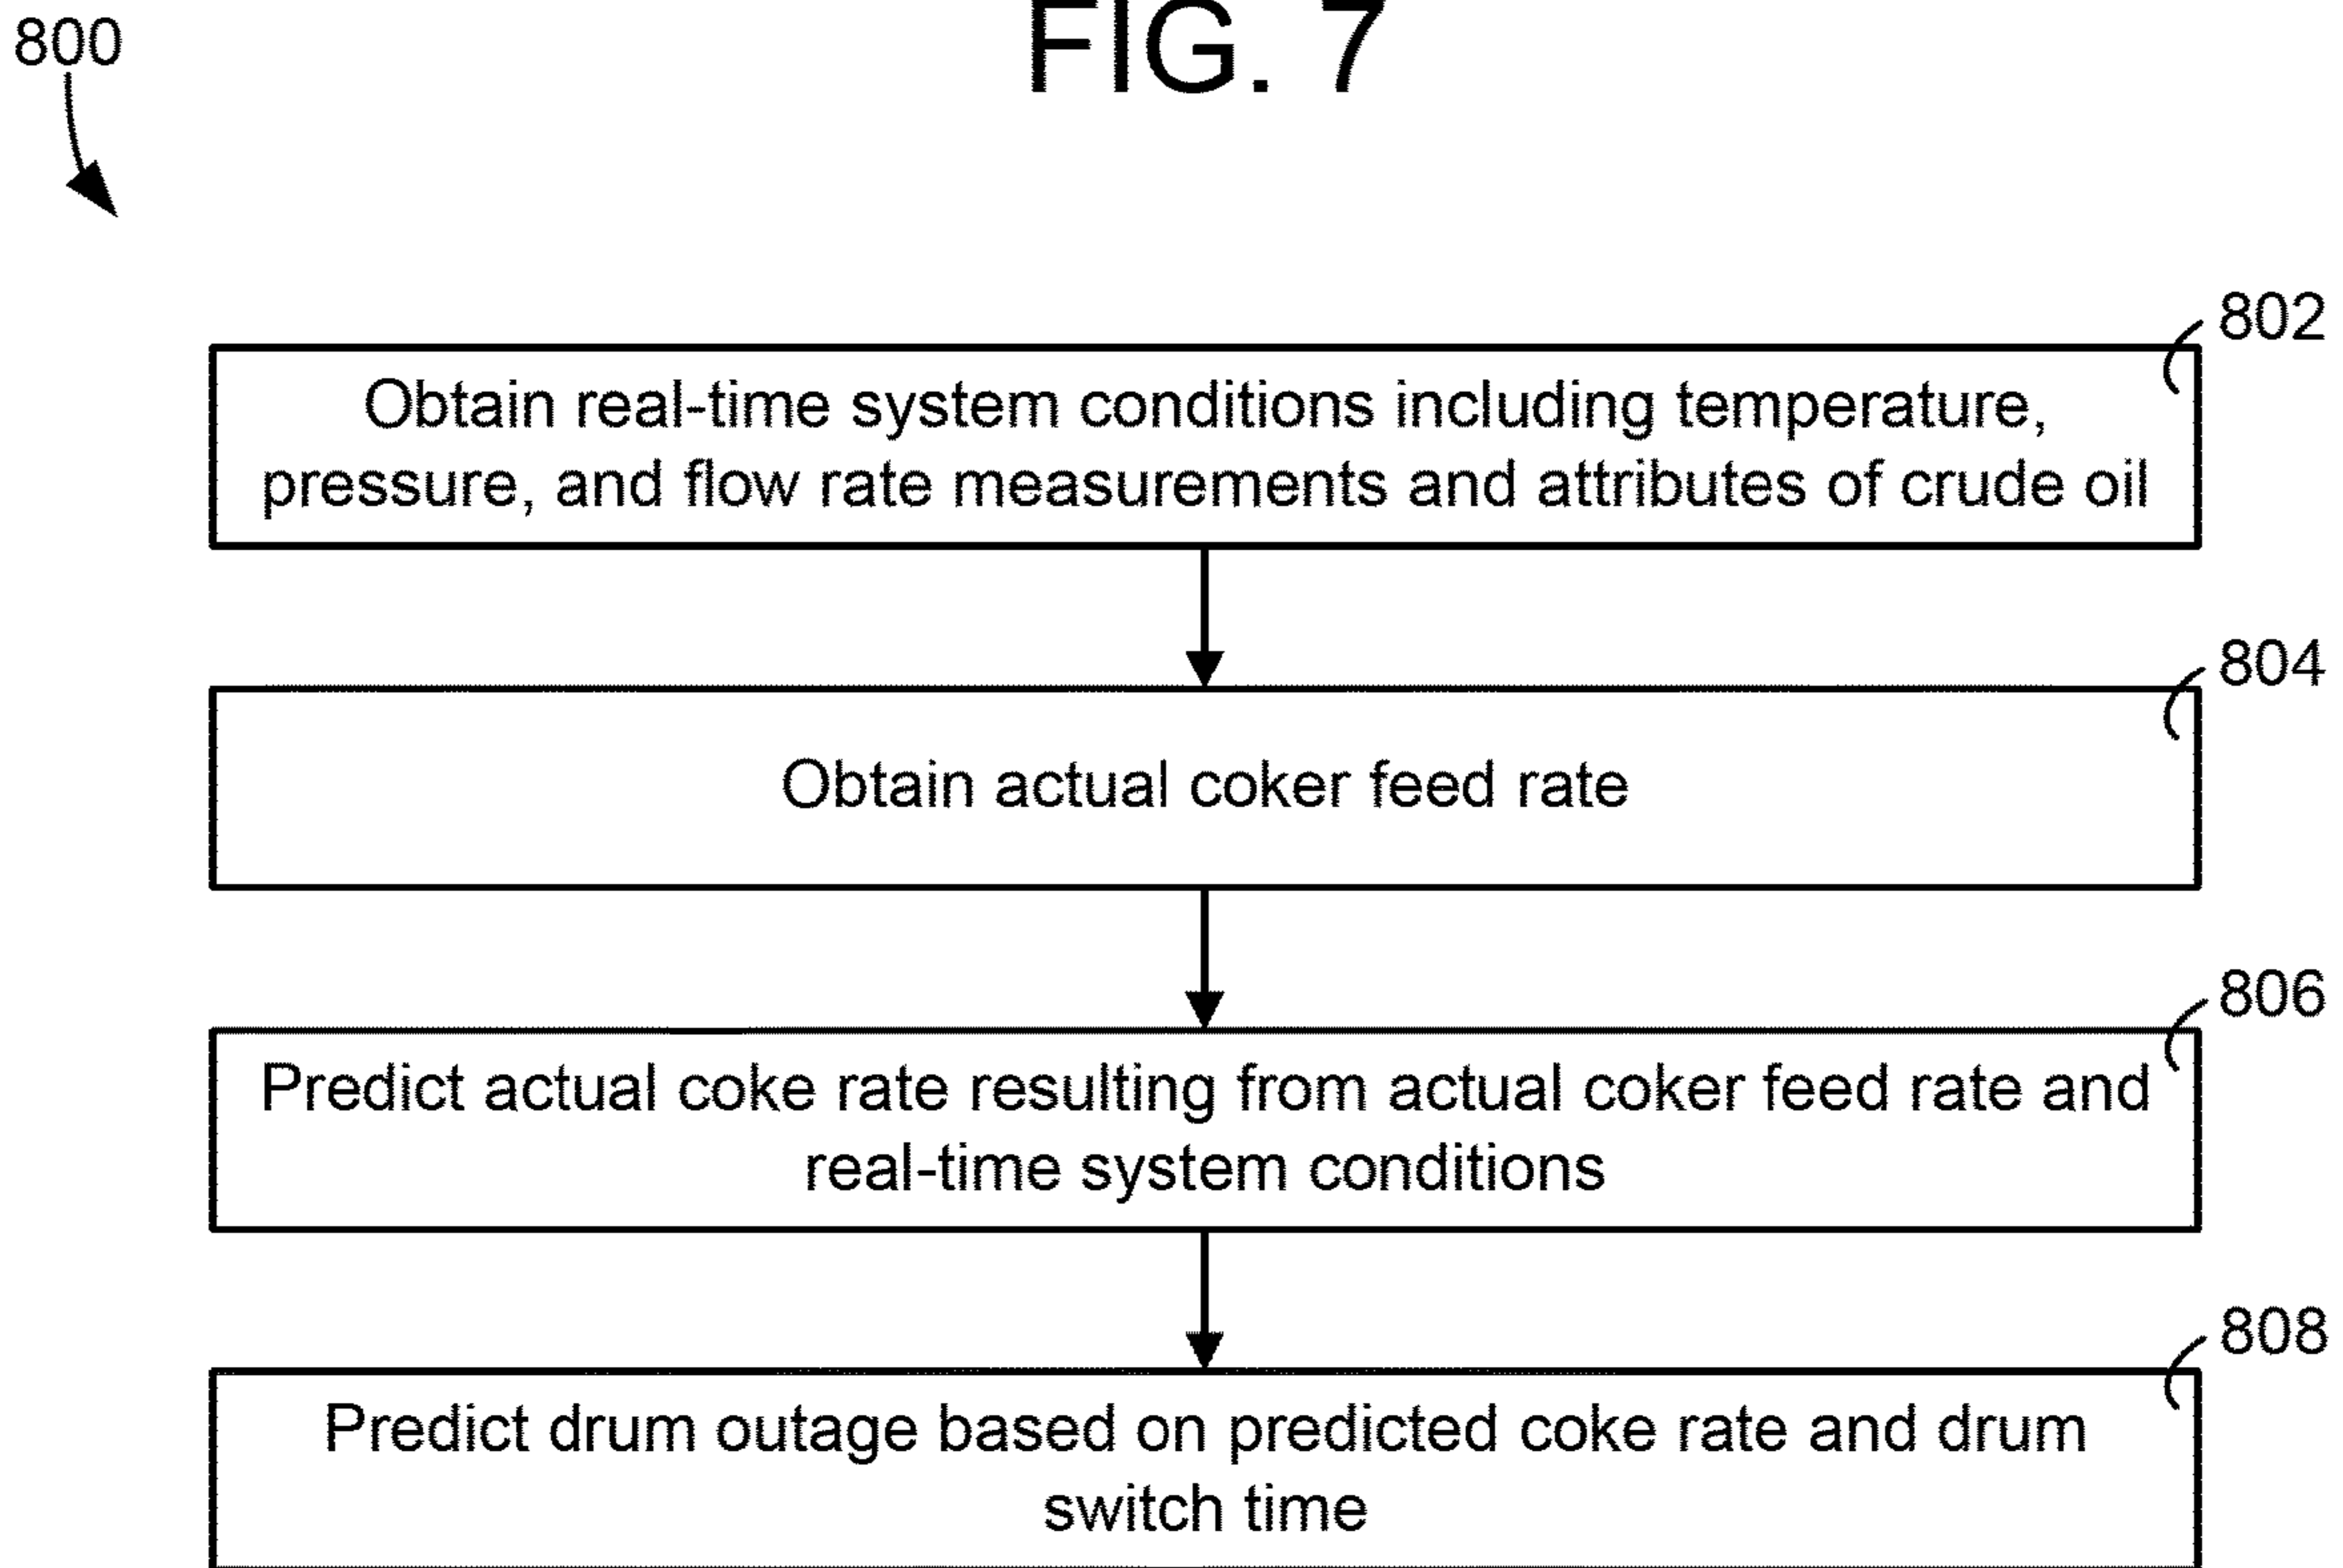 FIG. 7
800
802
Obtain real-time system conditions including temperature,
pressure, and flow rate measurements and attributes of crude oil
804
Obtain actual coker feed rate
806
Predict actual coke rate resulting from actual coker feed rate and
real-time system conditions
808
Predict drum outage based on predicted coke rate and drum
switch time